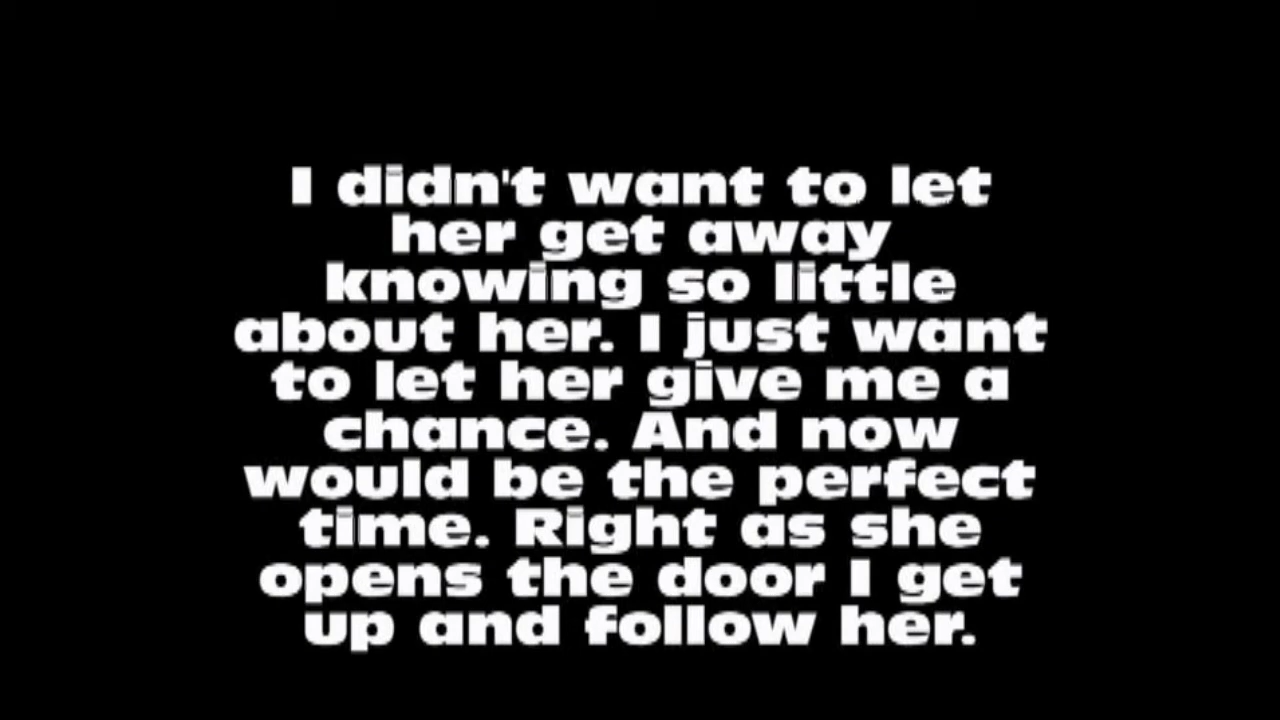 I didn't want to let
her get away
knowing so little
about her. I just want
to let her give me a
chance. And now
would be the perfect
time. Right as she
opens the door I get
up and follow her.